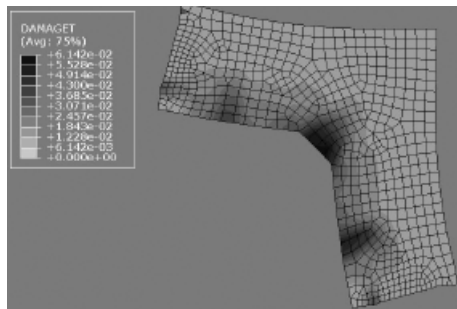 DAMAGET
(Avg: 75%)
+6.142e-02
+5.528e-02
+4.914e-02
+4.300e-02
+3.685e-02
+3.071e-02
+2.457e-02
+1.843e-02
+1.228e-02
+6.142e-03
+0.000e+00